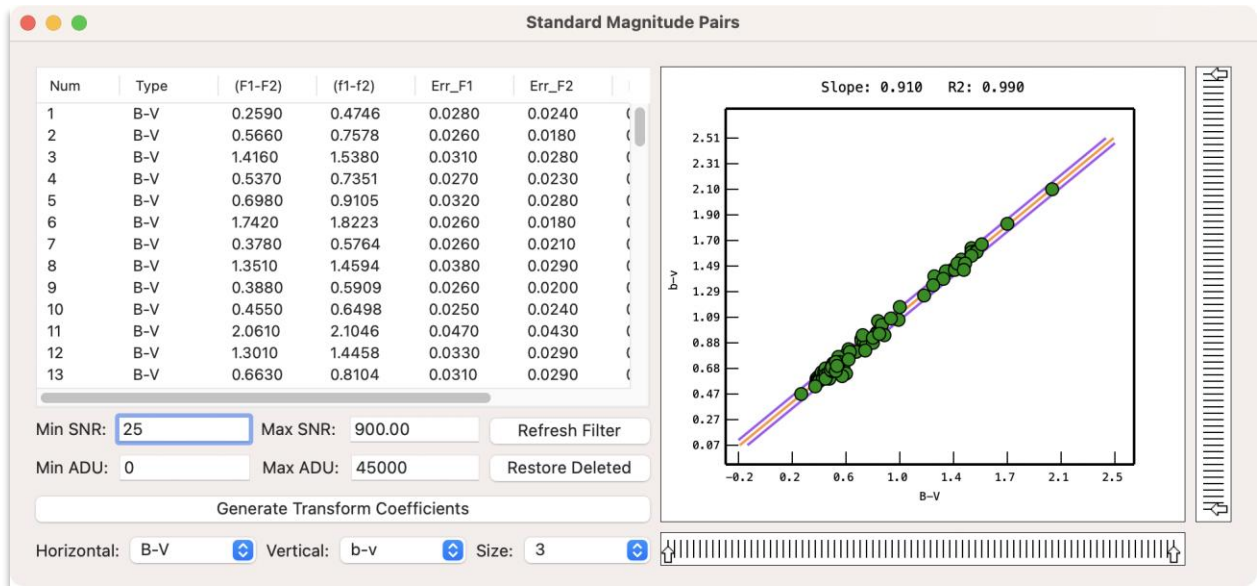 Standard Magnitude Pairs
Num Type (F1-F2) (f1-f2) Err_F1 Err_F2
1 B-V 0.2590 0.4746 0.0280 0.0240
2 B-V 0.5660 0.7578 0.0260 0.0180
3 B-V 1.4160 1.5380 0.0310 0.0280
4 B-V 0.5370 0.7351 0.0270 0.0230
5 B-V 0.6980 0.9105 0.0320 0.0280
6 B-V 1.7420 1.8223 0.0260 0.0180
7 B-V 0.3780 0.5764 0.0260 0.0210
8 B-V 1.3510 1.4594 0.0380 0.0290
9 B-V 0.3880 0.5909 0.0260 0.0200
10 B-V 0.4550 0.6498 0.0250 0.0240
11 B-V 2.0610 2.1046 0.0470 0.0430
12 B-V 1.3010 1.4458 0.0330 0.0290
13 B-V 0.6630 0.8104 0.0310 0.0290
Min SNR: 25 Max SNR: 900.00 Refresh Filter
Min ADU: 0 Max ADU: 45000 Restore Deleted
Generate Transform Coefficients
Horizontal: B-V Vertical: b-v Size: 3
Slope: 0.910 R2: 0.990
2.51
2.31
2.10
1.90
1.70
1.49
1.29
1.09
0.88
0.68
0.47
0.27
0.07
b-v
-0.2 0.2 0.6 1.0 1.4 1.7 2.1 2.5
B-V